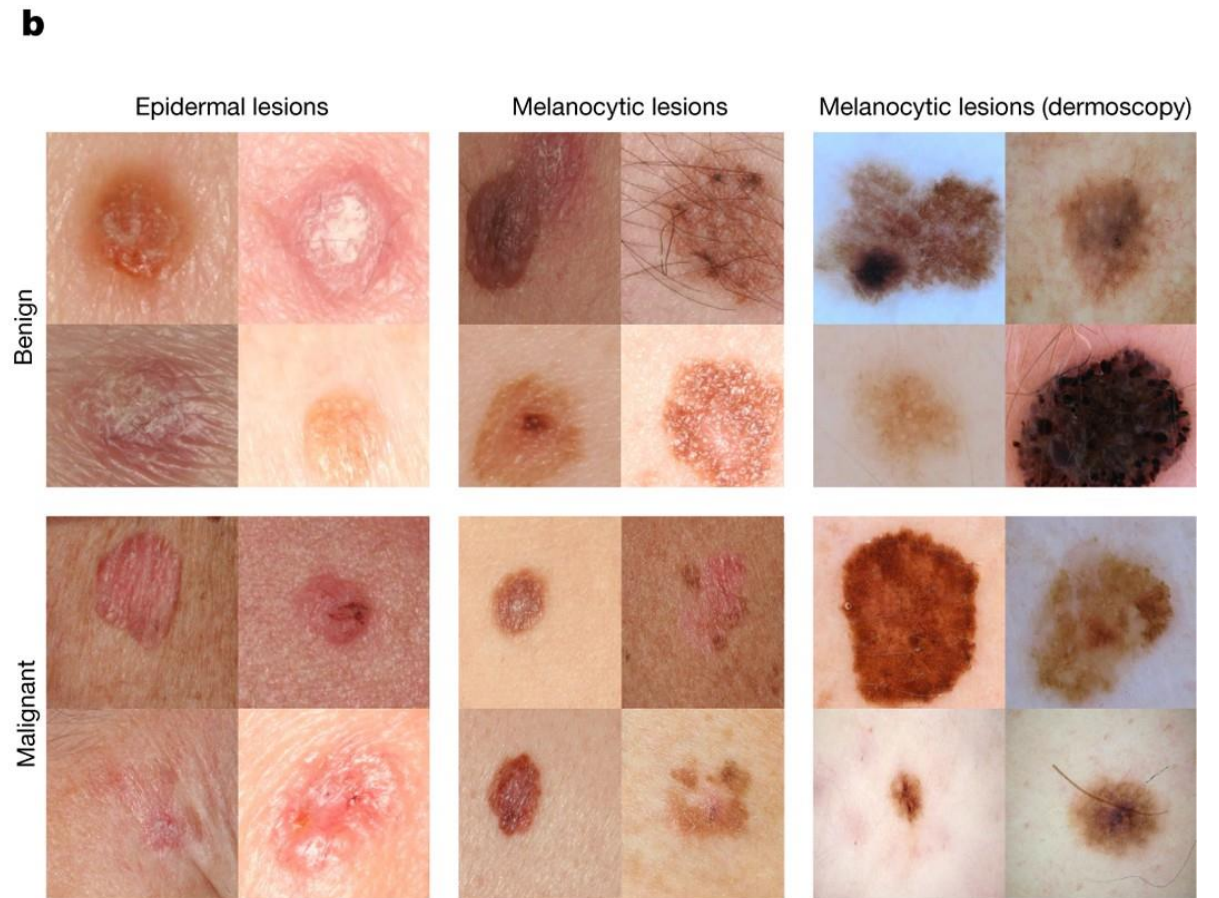 b
Epidermal lesions
Melanocytic lesions
Melanocytic lesions (dermoscopy)
Benign
Malignant